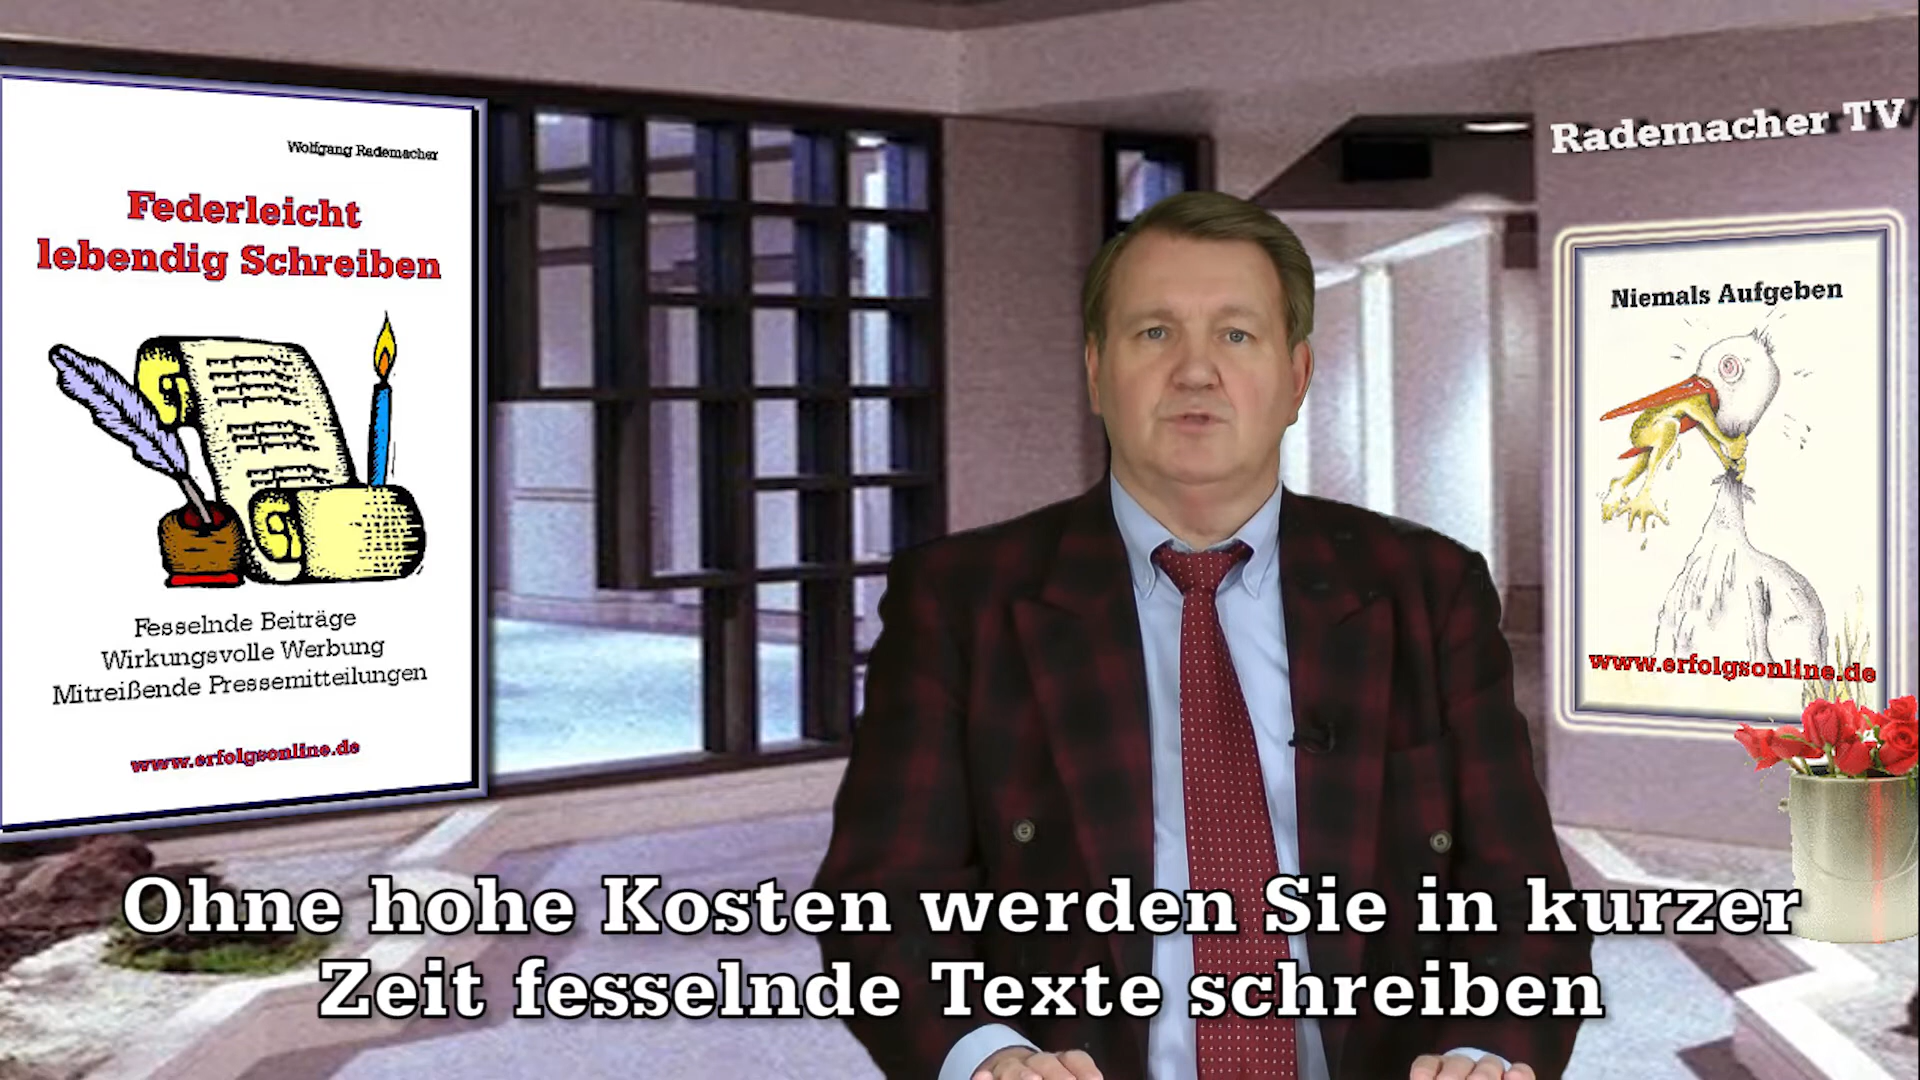 Wolfgang Rademacher
Federleicht
lebendig Schreiben
Fesselnde Beiträge
Wirkungsvolle Werbung
Mitreißende Pressemitteilungen
www.erfolgsonline.de
Rademacher TV
Niemals Aufgeben
www.erfolgsonline.de
Ohne hohe Kosten werden Sie in kurzer
Zeit fesselnde Texte schreiben